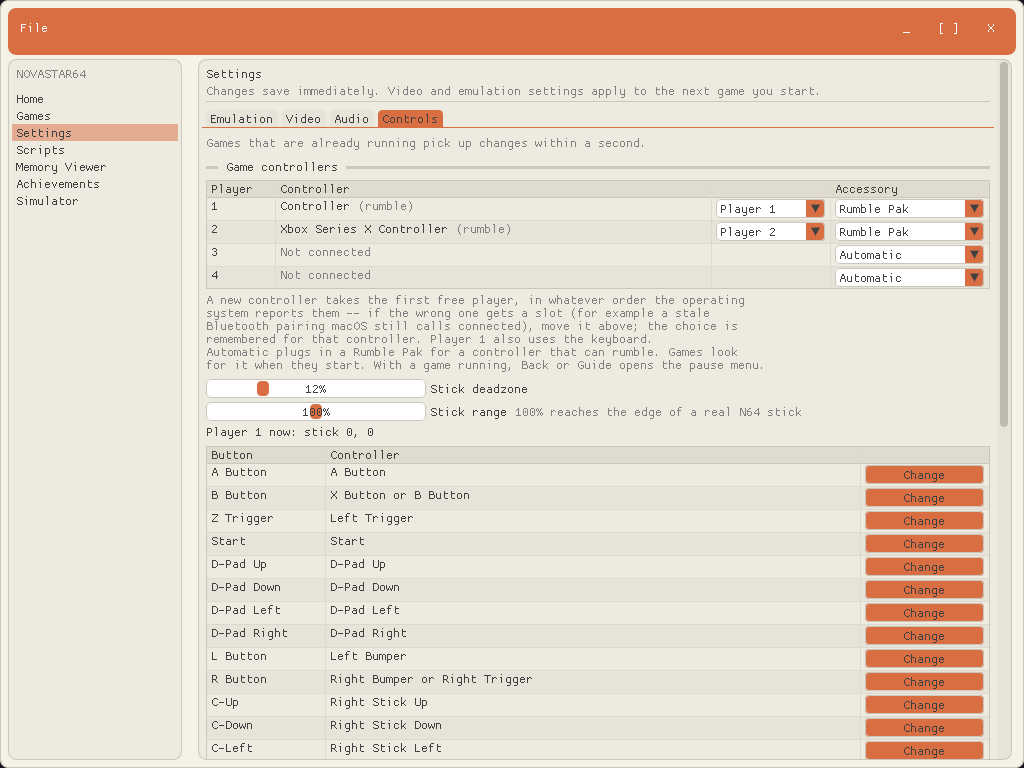 File _ [ ] X
NOVASTAR64
Home
Games
Settings
Scripts
Memory Viewer
Achievements
Simulator
Settings
Changes save immediately. Video and emulation settings apply to the next game you start.
Emulation Video Audio Controls
Games that are already running pick up changes within a second.
Game controllers
Player Controller Accessory
1 Controller (rumble) Player 1 Rumble Pak
2 Xbox Series X Controller (rumble) Player 2 Rumble Pak
3 Not connected Automatic
4 Not connected Automatic
A new controller takes the first free player, in whatever order the operating
system reports them -- if the wrong one gets a slot (for example a stale
Bluetooth pairing macOS still calls connected), move it above; the choice is
remembered for that controller. Player 1 also uses the keyboard.
Automatic plugs in a Rumble Pak for a controller that can rumble. Games look
for it when they start. With a game running, Back or Guide opens the pause menu.
12% Stick deadzone
100% Stick range 100% reaches the edge of a real N64 stick
Player 1 now: stick 0, 0
Button Controller
A Button A Button Change
B Button X Button or B Button Change
Z Trigger Left Trigger Change
Start Start Change
D-Pad Up D-Pad Up Change
D-Pad Down D-Pad Down Change
D-Pad Left D-Pad Left Change
D-Pad Right D-Pad Right Change
L Button Left Bumper Change
R Button Right Bumper or Right Trigger Change
C-Up Right Stick Up Change
C-Down Right Stick Down Change
C-Left Right Stick Left Change